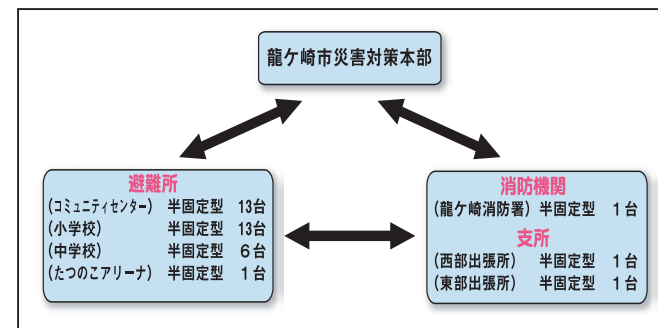 龍ケ崎市災害対策本部
避難所
(コミュニティセンター) 半固定型 13台
(小学校) 半固定型 13台
(中学校) 半固定型 6台
(たつのこアリーナ) 半固定型 1台
消防機関
(龍ケ崎消防署) 半固定型 1台
支所
(西部出張所) 半固定型 1台
(東部出張所) 半固定型 1台